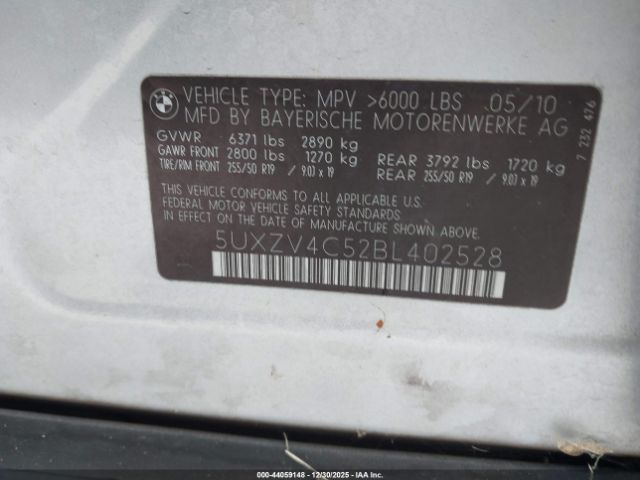 BMW
VEHICLE TYPE: MPV >6000 LBS 05/10
MFD BY BAYERISCHE MOTORENWERKE AG
GVWR 6371 lbs 2890 kg
GAWR FRONT 2800 lbs 1270 kg REAR 3792 lbs 1720 kg
TIRE/RIM FRONT 255/50 R19 / 9.0J x 19 REAR 255/50 R19 / 9.0J x 19
THIS VEHICLE CONFORMS TO ALL APPLICABLE U.S.
FEDERAL MOTOR VEHICLE SAFETY STANDARDS IN EFFECT
ON THE DATE OF MANUFACTURE SHOWN ABOVE.
5UXZV4C52BL402528
7 232 476
000-44059148 - 12/30/2025 - IAA Inc.